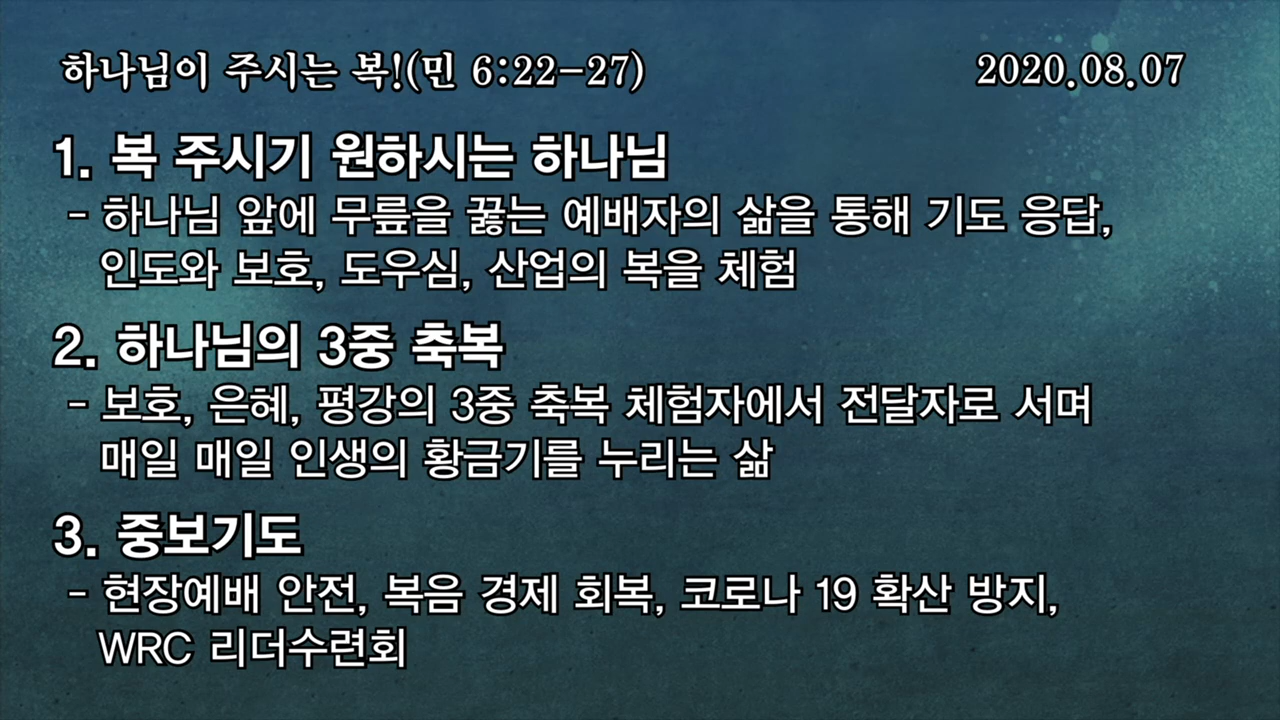 하나님이 주시는 복!(민 6:22-27) 2020.08.07
1. 복 주시기 원하시는 하나님
- 하나님 앞에 무릎을 꿇는 예배자의 삶을 통해 기도 응답,
인도와 보호, 도우심, 산업의 복을 체험
2. 하나님의 3중 축복
- 보호, 은혜, 평강의 3중 축복 체험자에서 전달자로 서며
매일 매일 인생의 황금기를 누리는 삶
3. 중보기도
- 현장예배 안전, 복음 경제 회복, 코로나 19 확산 방지,
WRC 리더수련회